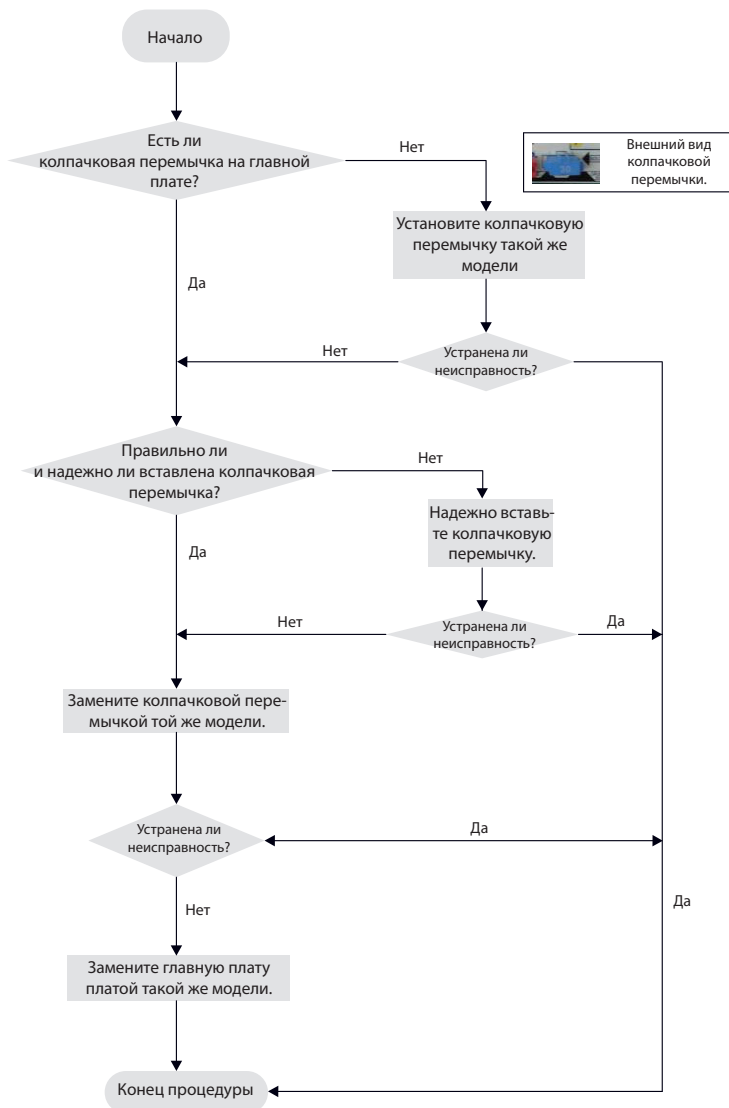 Начало
Есть ли
колпачковая перемычка на главной
плате?
Нет
Внешний вид
колпачковой
перемычки.
Установите колпачковую
перемычку такой же
модели
Да
Нет
Устранена ли
неисправность?
Правильно ли
и надежно ли вставлена колпачковая
перемычка?
Нет
Надежно вставь-
те колпачковую
перемычку.
Да
Нет
Устранена ли
неисправность?
Да
Замените колпачковой пере-
мычкой той же модели.
Устранена ли
неисправность?
Да
Да
Нет
Замените главную плату
платой такой же модели.
Конец процедуры